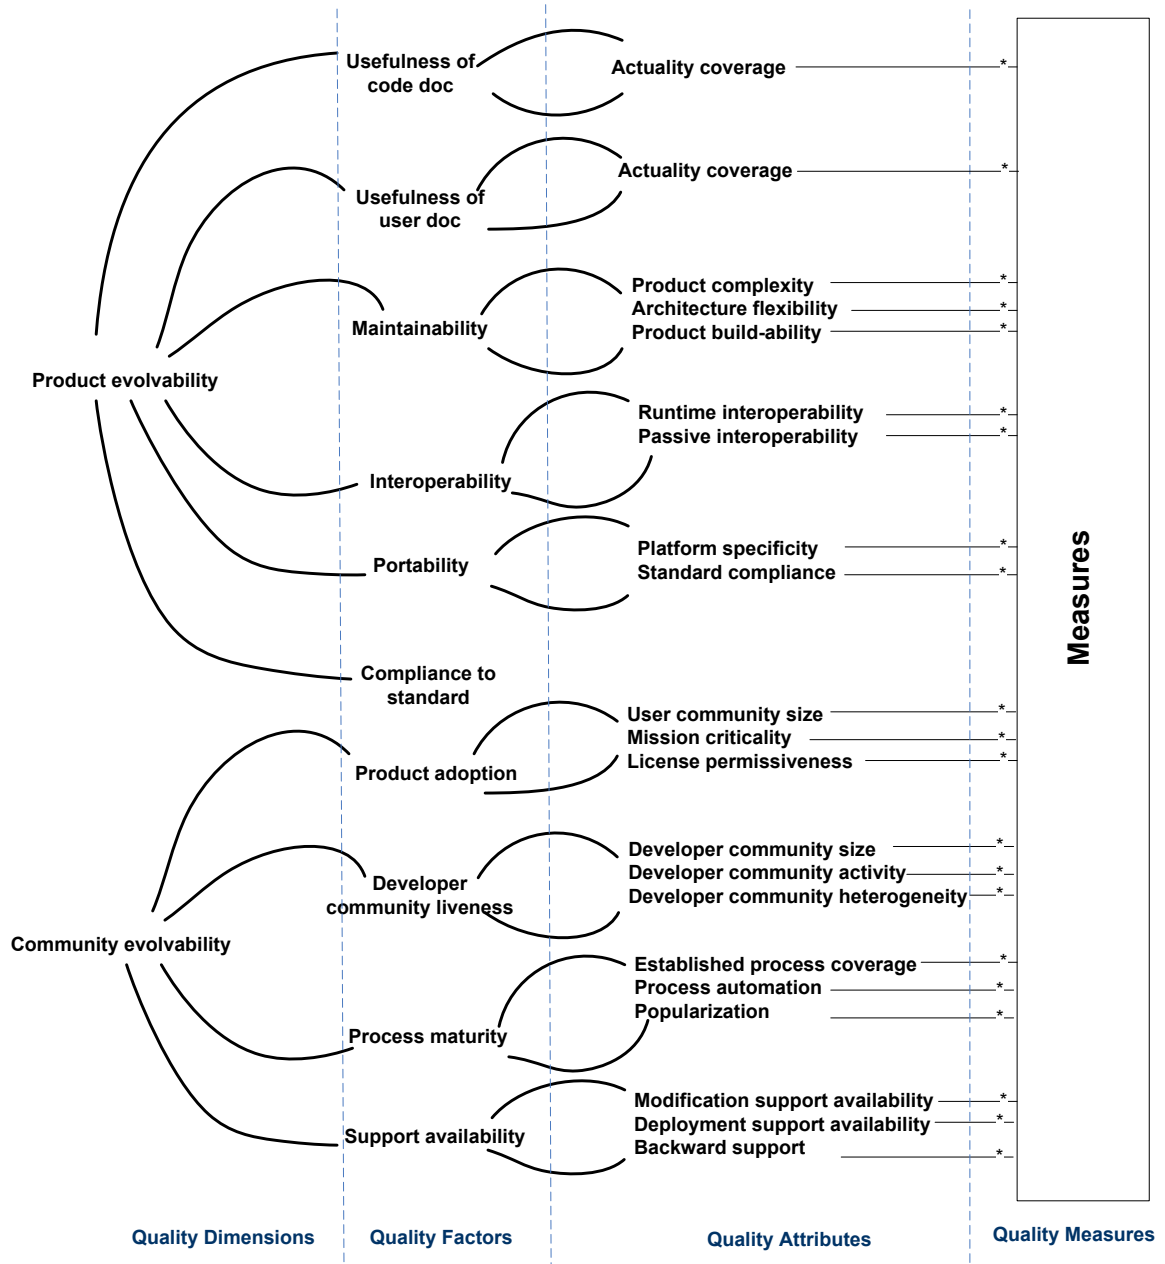 Usefulness of
code doc
Actuality coverage
*
Usefulness of
user doc
Actuality coverage
*
Product evolvability
Maintainability
Product complexity
*
Architecture flexibility
*
Product build-ability
*
Interoperability
Runtime interoperability
*
Passive interoperability
*
Portability
Platform specificity
*
Standard compliance
*
Compliance to
standard
Measures
Community evolvability
Product adoption
User community size
*
Mission criticality
*
License permissiveness
*
Developer
community liveness
Developer community size
*
Developer community activity
*
Developer community heterogeneity
*
Process maturity
Established process coverage
*
Process automation
*
Popularization
*
Support availability
Modification support availability
*
Deployment support availability
*
Backward support
*
Quality Dimensions
Quality Factors
Quality Attributes
Quality Measures